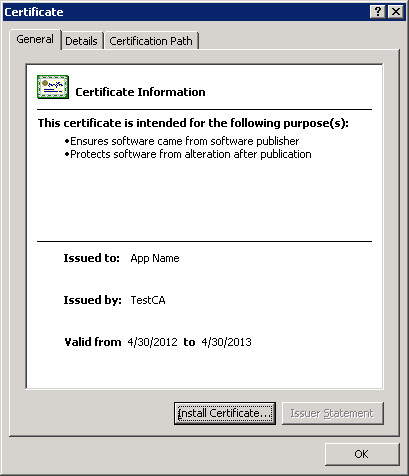 Certificate
General Details Certification Path
Certificate Information
This certificate is intended for the following purpose(s):
•Ensures software came from software publisher
•Protects software from alteration after publication
Issued to: App Name
Issued by: TestCA
Valid from 4/30/2012 to 4/30/2013
Install Certificate... Issuer Statement
OK